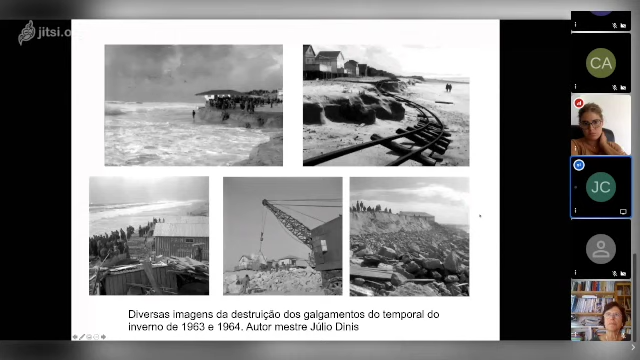 jitsi.o
CA
JC
Diversas imagens da destruição dos galgamentos do temporal do
inverno de 1963 e 1964. Autor mestre Júlio Dinis